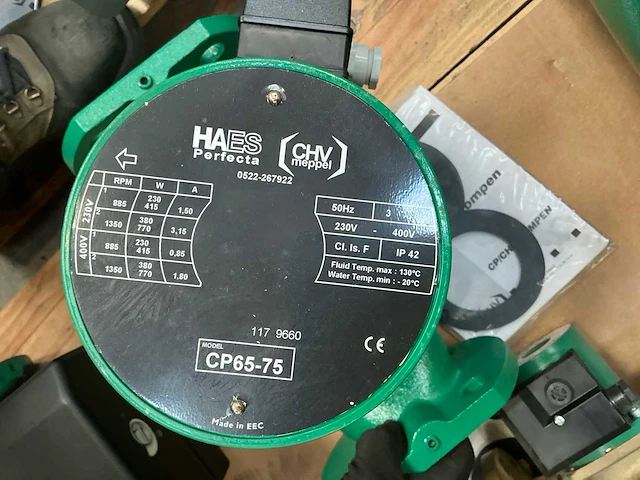 HAES
Perfecta
CHV
meppel
0522-267922
RPM W A
230V
1 885 230 415 1,50
2 1350 380 770 3,15
400V
1 885 230 415 0,85
2 1350 380 770 1,80
50Hz 3
230V - 400V
Cl. Is. F IP 42
Fluid Temp. max : 130°C
Water Temp. min : - 20°C
117 9660
CE
MODEL
CP65-75
Made in EEC
ompen
CP/CH
MPEN